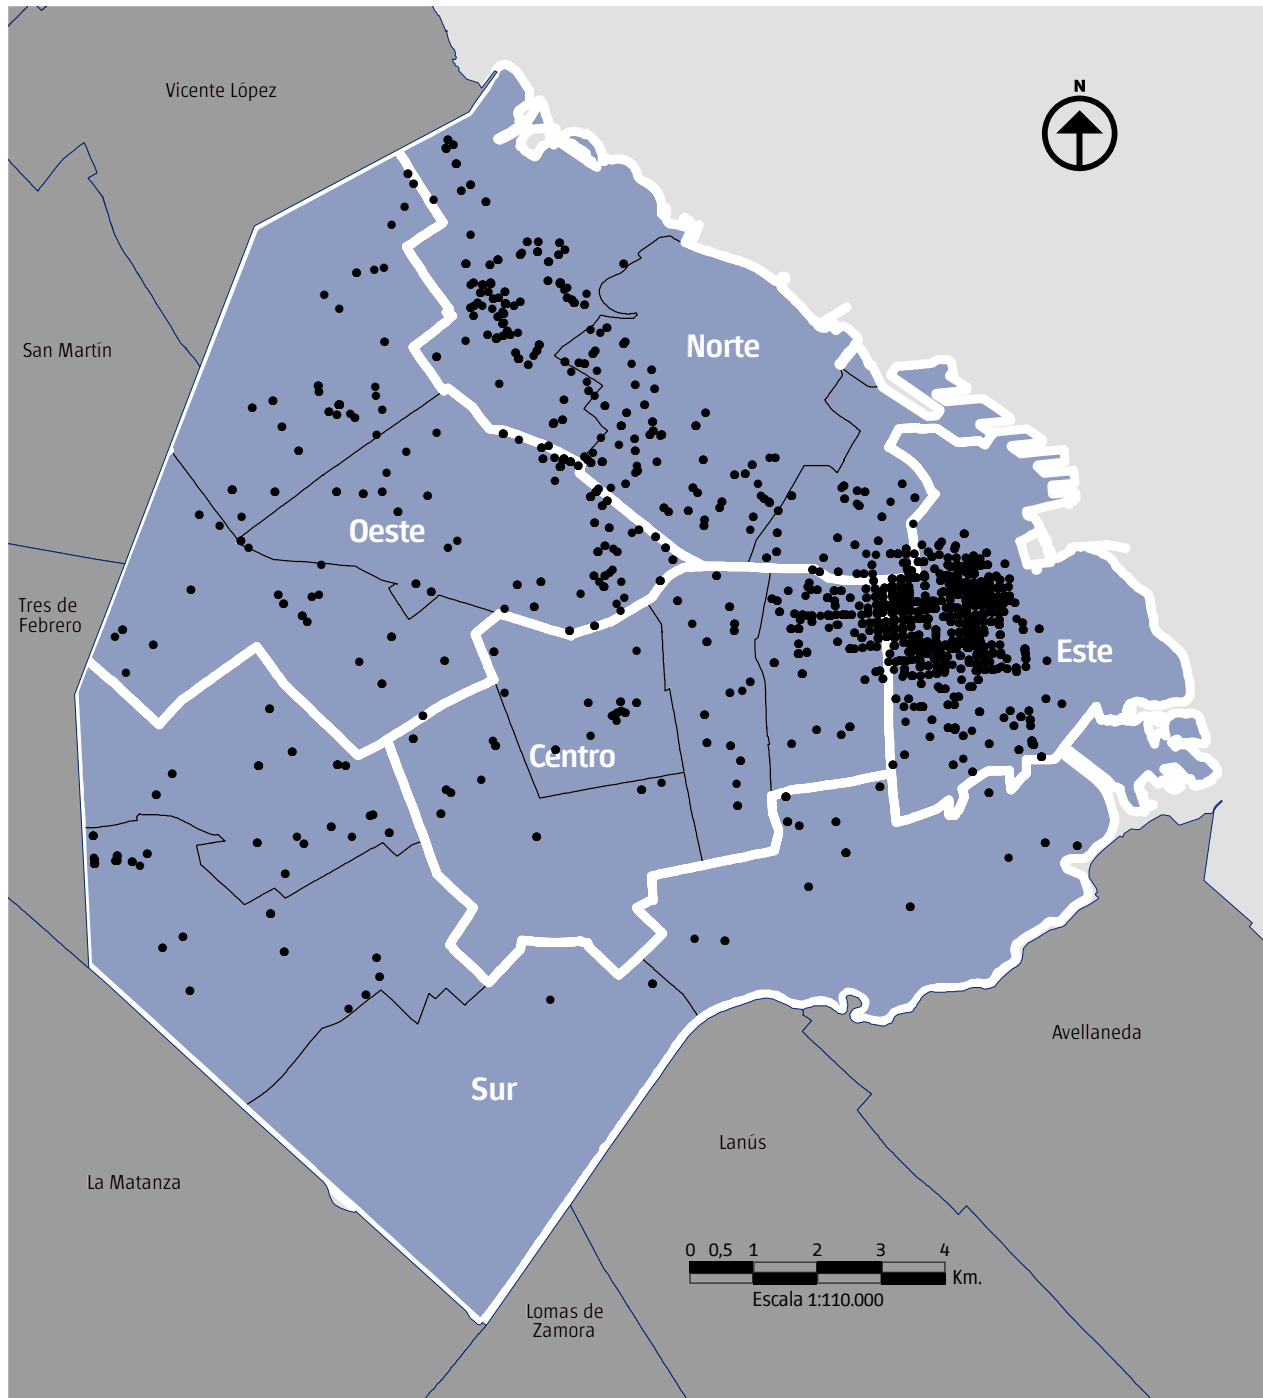 Vicente López
N
San Martín
Norte
Oeste
Tres de
Febrero
Este
Centro
Avellaneda
Sur
Lanús
La Matanza
0 0,5 1 2 3 4
Km.
Escala 1:110.000
Lomas de
Zamora